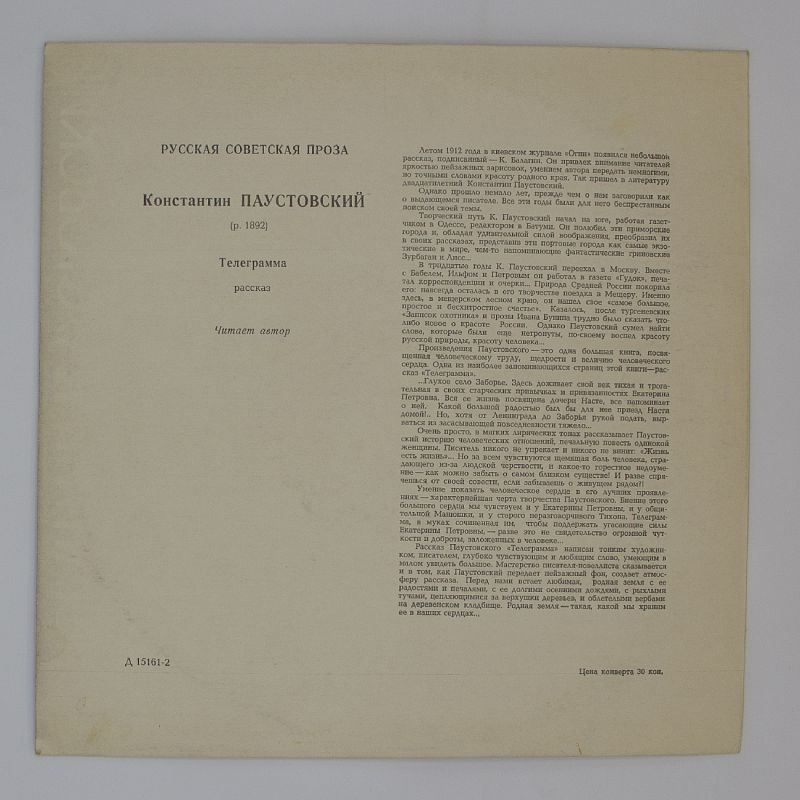 РУССКАЯ СОВЕТСКАЯ ПРОЗА
Константин ПАУСТОВСКИЙ
(р. 1892)
Телеграмма
рассказ
Читает автор
Летом 1912 года в киевском журнале «Огни» появился небольшой
рассказ, подписанный — К. Балагин. Он привлек внимание читателей
яркостью пейзажных зарисовок, умением автора передать немногими,
но точными словами красоту родного края. Так пришел в литературу
двадцатилетний Константин Паустовский.
Однако прошло немало лет, прежде чем о нем заговорили как
о выдающемся писателе. Все эти годы были для него беспрестанным
поиском своей темы.
Творческий путь К. Паустовский начал на юге, работая газет-
чиком в Одессе, редактором в Батуми. Он полюбил эти приморские
города и, обладая удивительной силой воображения, преобразил их
в своих рассказах, представив эти портовые города как самые экзо-
тические в мире, чем-то напоминающие фантастические гриновские
Зурбаган и Лисс...
В тридцатые годы К. Паустовский переехал в Москву. Вместе
с Бабелем, Ильфом и Петровым он работал в газете «Гудок», печа-
тал корреспонденции и очерки... Природа Средней России покорила
его: навсегда осталась в его творчестве поездка в Мещеру. Именно
здесь, в мещерском лесном краю, он нашел свое «самое большое,
простое и бесхитростное счастье». Казалось, после тургеневских
«Записок охотника» и прозы Ивана Бунина трудно было сказать что-
либо новое о красоте России. Однако Паустовский сумел найти
слова, которые были еще нетронуты, по-своему воспел красоту
русской природы, красоту человека...
Произведения Паустовского — это одна большая книга, посвя-
щенная человеческому труду, щедрости и величию человеческого
сердца. Одна из наиболее запоминающихся страниц этой книги — рас-
сказ «Телеграмма».
...Глухое село Заборье. Здесь доживает свой век тихая и трога-
тельная в своих старческих привычках и привязанностях Екатерина
Петровна. Вся ее жизнь посвящена дочери Насте, все напоминает
о ней. Какой большой радостью был бы для нее приезд Насти
домой!.. Но, хотя от Ленинграда до Заборья рукой подать, выр-
ваться из засасывающей повседневности тяжело...
Очень просто, в мягких лирических тонах рассказывает Паустов-
ский историю человеческих отношений, печальную повесть одинокой
женщины. Писатель никого не упрекает и никого не винит: «Жизнь
есть жизнь»... Но за всем чувствуются щемящая боль человека, стра-
дающего из-за людской черствости, и какое-то горестное недоуме-
ние — как можно забыть о самом близком существе! И разве спря-
чешься от своей совести, если забываешь о живущем рядом?!
Умение показать человеческое сердце в его лучших проявле-
ниях — характернейшая черта творчества Паустовского. Биение этого
большого сердца мы чувствуем и у Екатерины Петровны, и у общи-
тельной Манюшки, и у старого неразговорчивого Тихона. Телеграм-
ма, в муках сочиненная им, чтобы поддержать угасающие силы
Екатерины Петровны, — разве это не свидетельство огромной чут-
кости и доброты, заложенных в человеке...
Рассказ Паустовского «Телеграмма» написан тонким художни-
ком, писателем, глубоко чувствующим и любящим слово, умеющим в
малом увидеть большое. Мастерство писателя-новеллиста сказывается
и в том, как Паустовский передает пейзажный фон, создает атмос-
феру рассказа. Перед нами встает любимая, родная земля с ее
радостями и печалями, с ее долгими осенними дождями, с рыхлыми
тучами, цепляющимися за верхушки деревьев, и облетелыми вербами
на деревенском кладбище. Родная земля — такая, какой мы храним
ее в наших сердцах...
Д 15161-2
Цена конверта 30 коп.